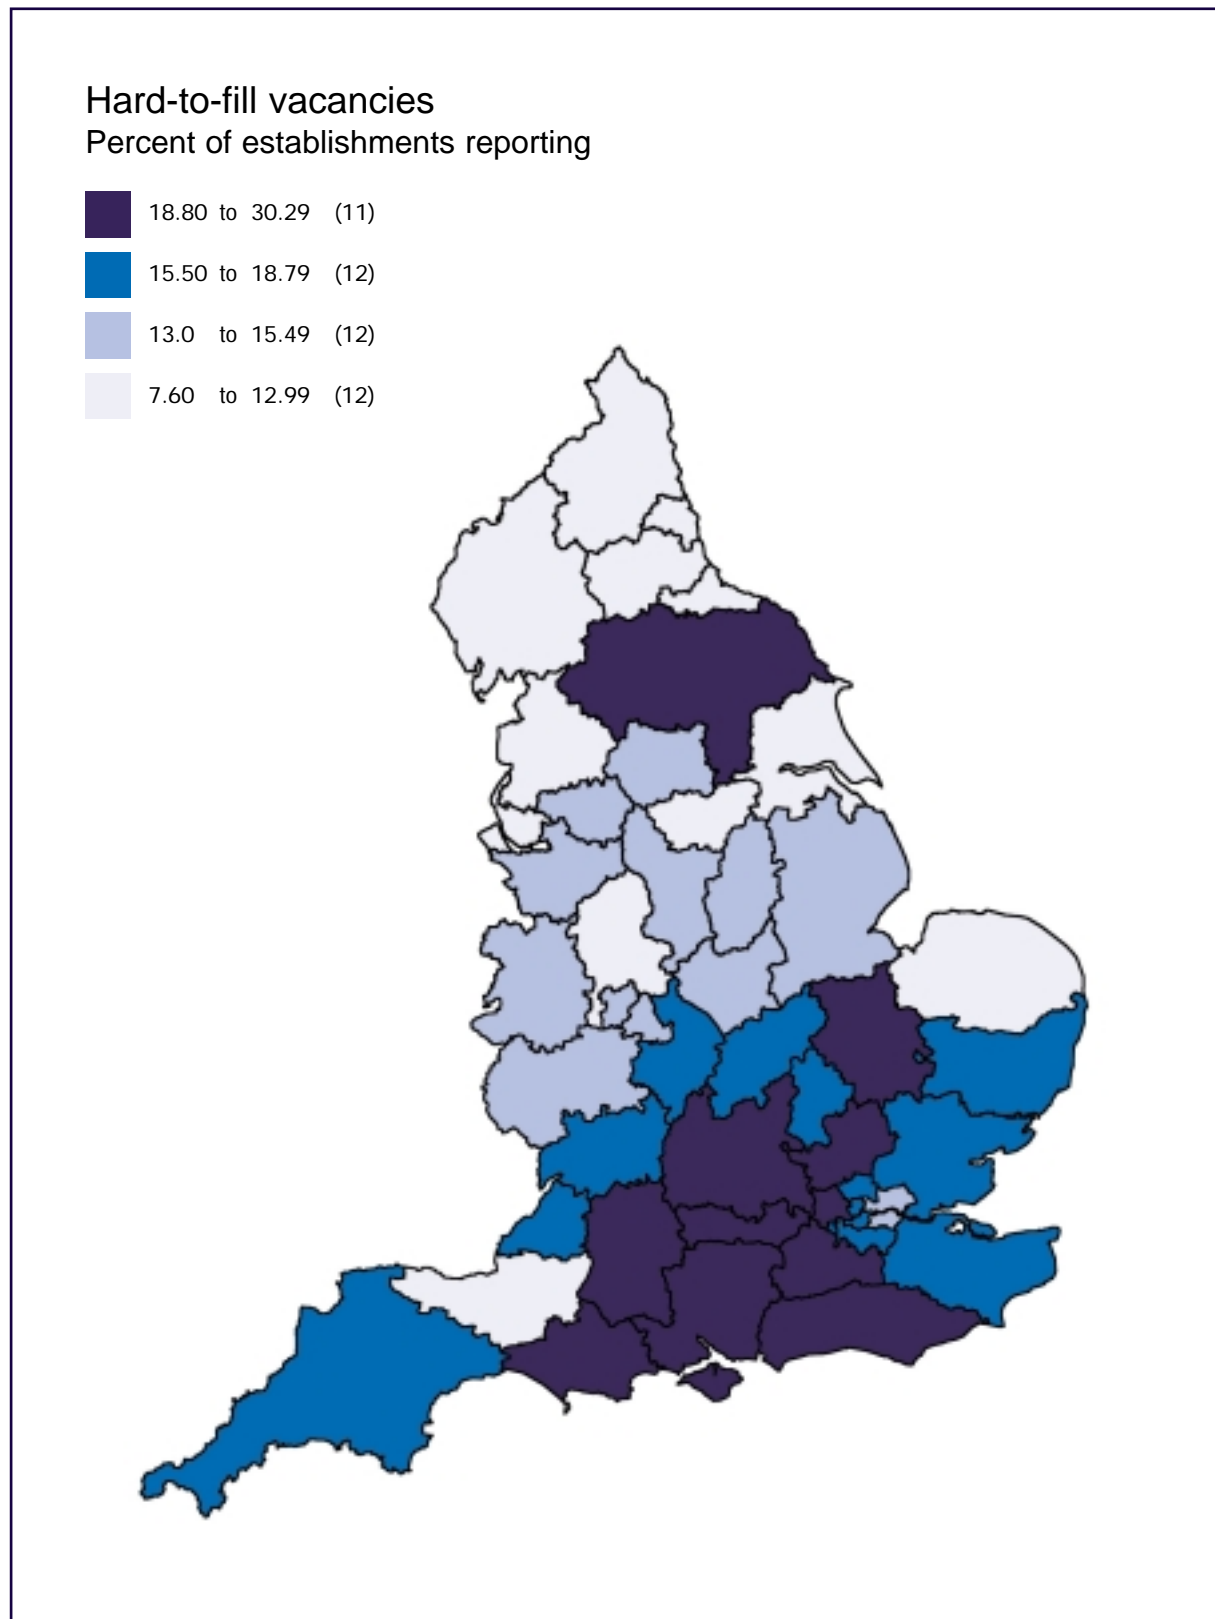 Hard-to-fill vacancies
Percent of establishments reporting
18.80 to 30.29 (11)
15.50 to 18.79 (12)
13.0 to 15.49 (12)
7.60 to 12.99 (12)